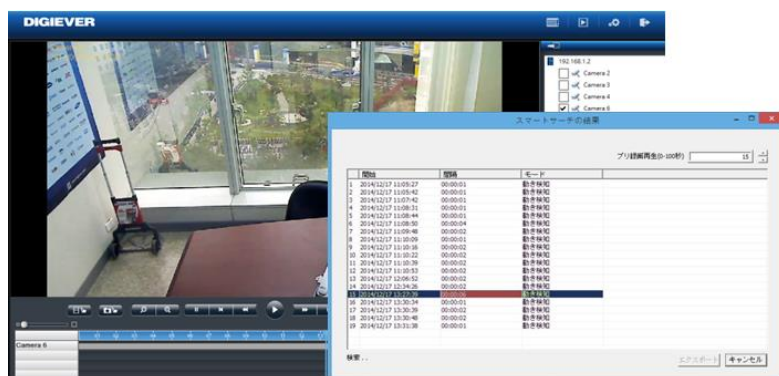 DIGIEVER
192.168.1.2
Camera 2
Camera 3
Camera 4
Camera 6
スマートサーチの結果
プリ録画再生(0-100秒) 15
開始 間隔 モード
1 2014/12/17 11:05:27 00:00:01 動き検知
2 2014/12/17 11:05:42 00:00:01 動き検知
3 2014/12/17 11:07:42 00:00:01 動き検知
4 2014/12/17 11:08:31 00:00:01 動き検知
5 2014/12/17 11:08:44 00:00:01 動き検知
6 2014/12/17 11:08:50 00:00:04 動き検知
7 2014/12/17 11:09:48 00:00:02 動き検知
8 2014/12/17 11:10:09 00:00:01 動き検知
9 2014/12/17 11:10:16 00:00:02 動き検知
10 2014/12/17 11:10:22 00:00:02 動き検知
11 2014/12/17 11:10:39 00:00:02 動き検知
12 2014/12/17 11:10:53 00:00:02 動き検知
13 2014/12/17 12:06:52 00:00:02 動き検知
14 2014/12/17 12:34:26 00:00:02 動き検知
15 2014/12/17 13:27:39 00:00:26 動き検知
16 2014/12/17 13:30:34 00:00:02 動き検知
17 2014/12/17 13:30:39 00:00:02 動き検知
18 2014/12/17 13:30:48 00:00:02 動き検知
19 2014/12/17 13:31:38 00:00:01 動き検知
Camera 6
検索 . .
エクスポート キャンセル